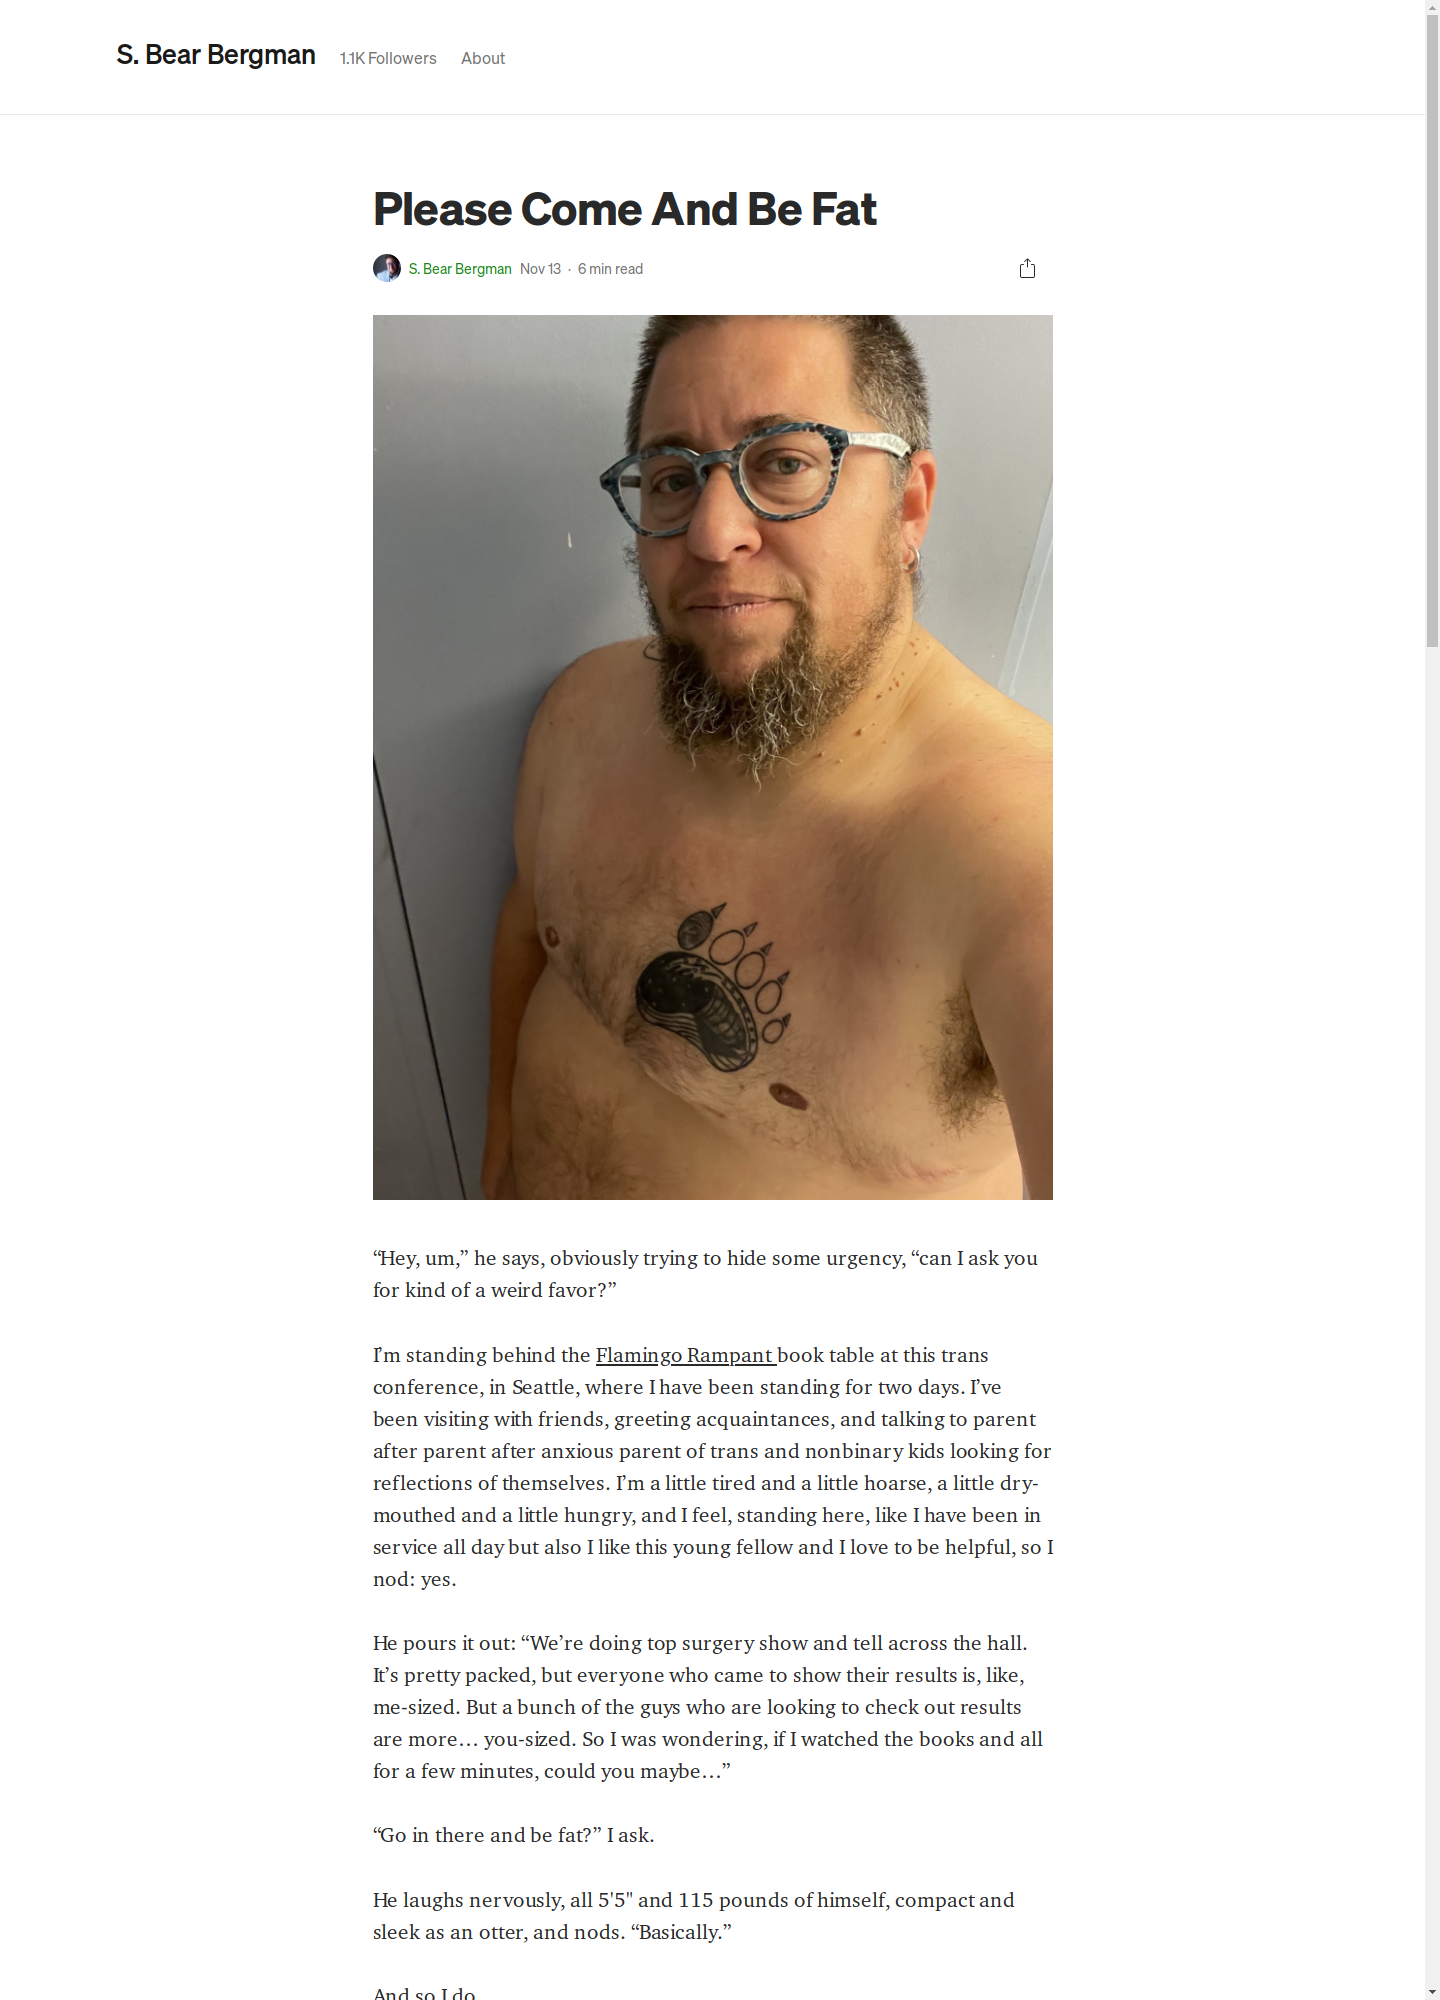 S. Bear Bergman 1.1K Followers About
Please Come And Be Fat
S. Bear Bergman Nov 13 · 6 min read
“Hey, um,” he says, obviously trying to hide some urgency, “can I ask you
for kind of a weird favor?”
I’m standing behind the Flamingo Rampant book table at this trans
conference, in Seattle, where I have been standing for two days. I’ve
been visiting with friends, greeting acquaintances, and talking to parent
after parent after anxious parent of trans and nonbinary kids looking for
reflections of themselves. I’m a little tired and a little hoarse, a little dry-
mouthed and a little hungry, and I feel, standing here, like I have been in
service all day but also I like this young fellow and I love to be helpful, so I
nod: yes.
He pours it out: “We’re doing top surgery show and tell across the hall.
It’s pretty packed, but everyone who came to show their results is, like,
me-sized. But a bunch of the guys who are looking to check out results
are more… you-sized. So I was wondering, if I watched the books and all
for a few minutes, could you maybe…”
“Go in there and be fat?” I ask.
He laughs nervously, all 5'5" and 115 pounds of himself, compact and
sleek as an otter, and nods. “Basically.”
And so I do